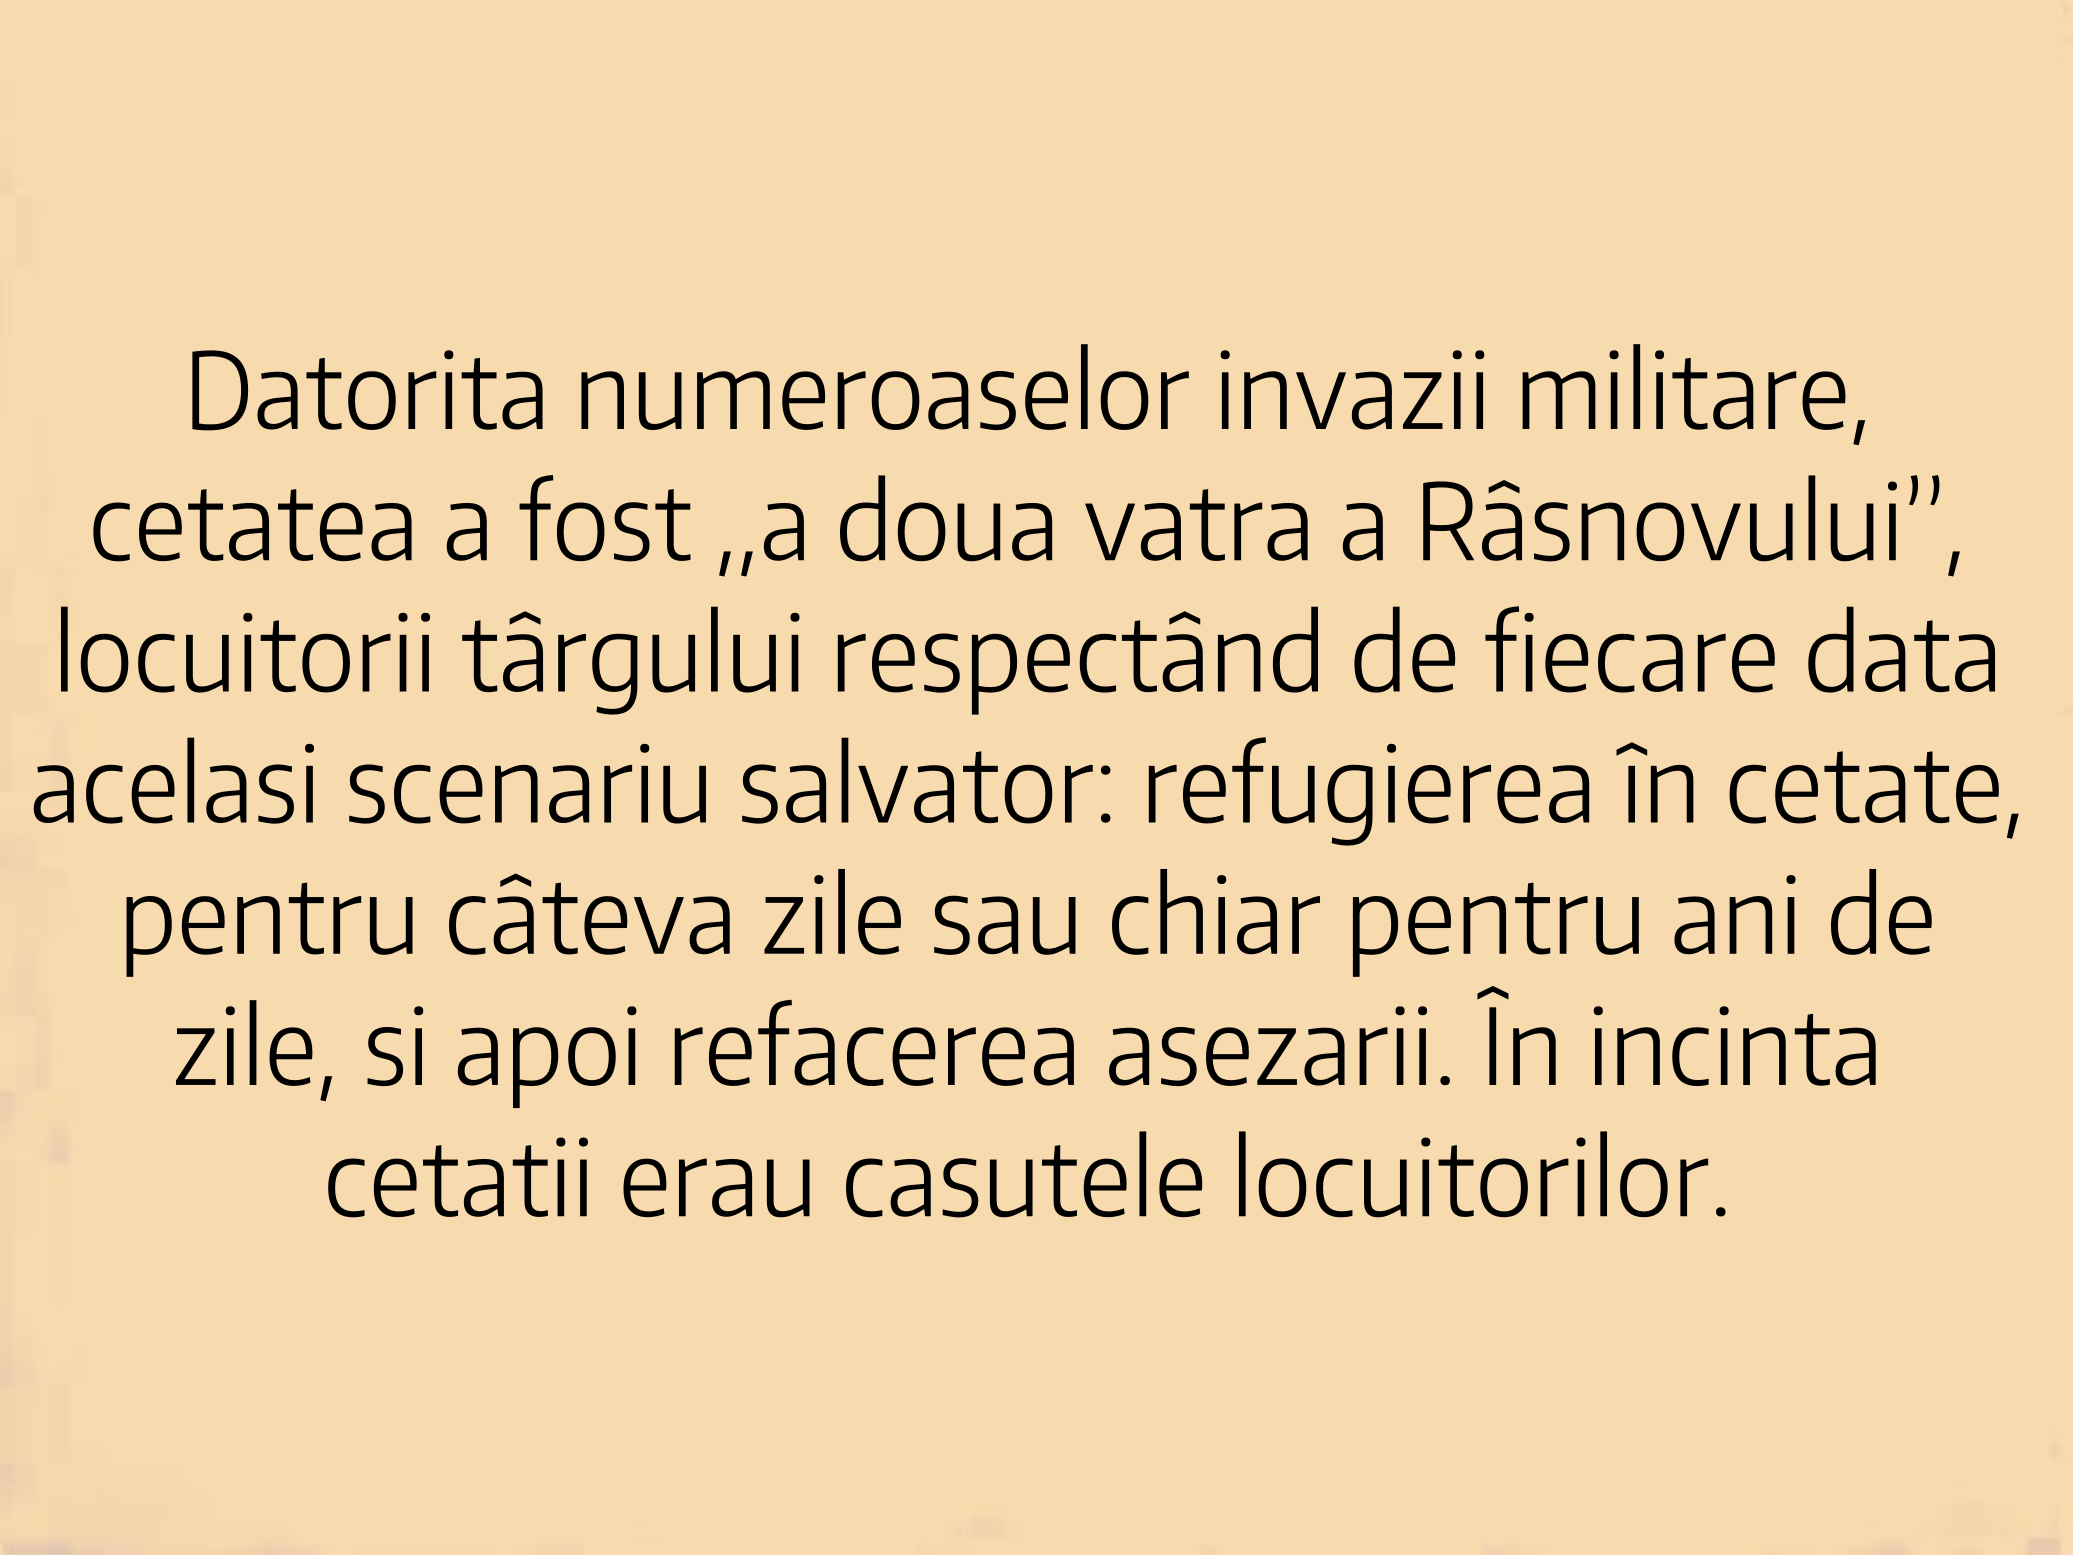 Datorita numeroaselor invazii militare,
cetatea a fost ,,a doua vatra a Râsnovului’’,
locuitorii târgului respectând de fiecare data
acelasi scenariu salvator: refugierea în cetate,
pentru câteva zile sau chiar pentru ani de
zile, si apoi refacerea asezarii. În incinta
cetatii erau casutele locuitorilor.